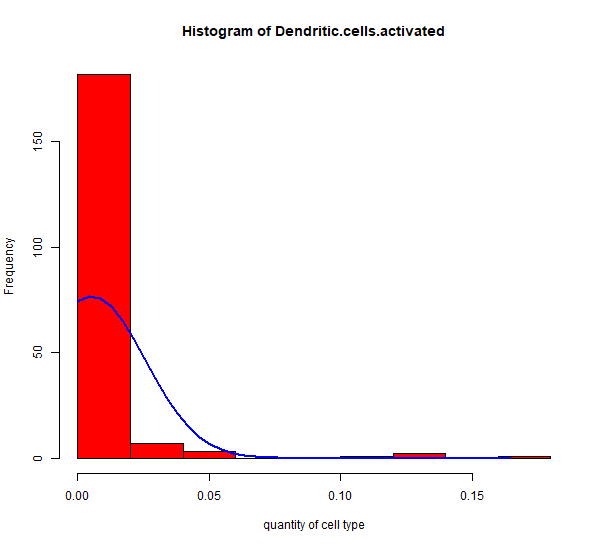 Histogram of Dendritic.cells.activated
Frequency
150
100
50
0
0.00 0.05 0.10 0.15
quantity of cell type